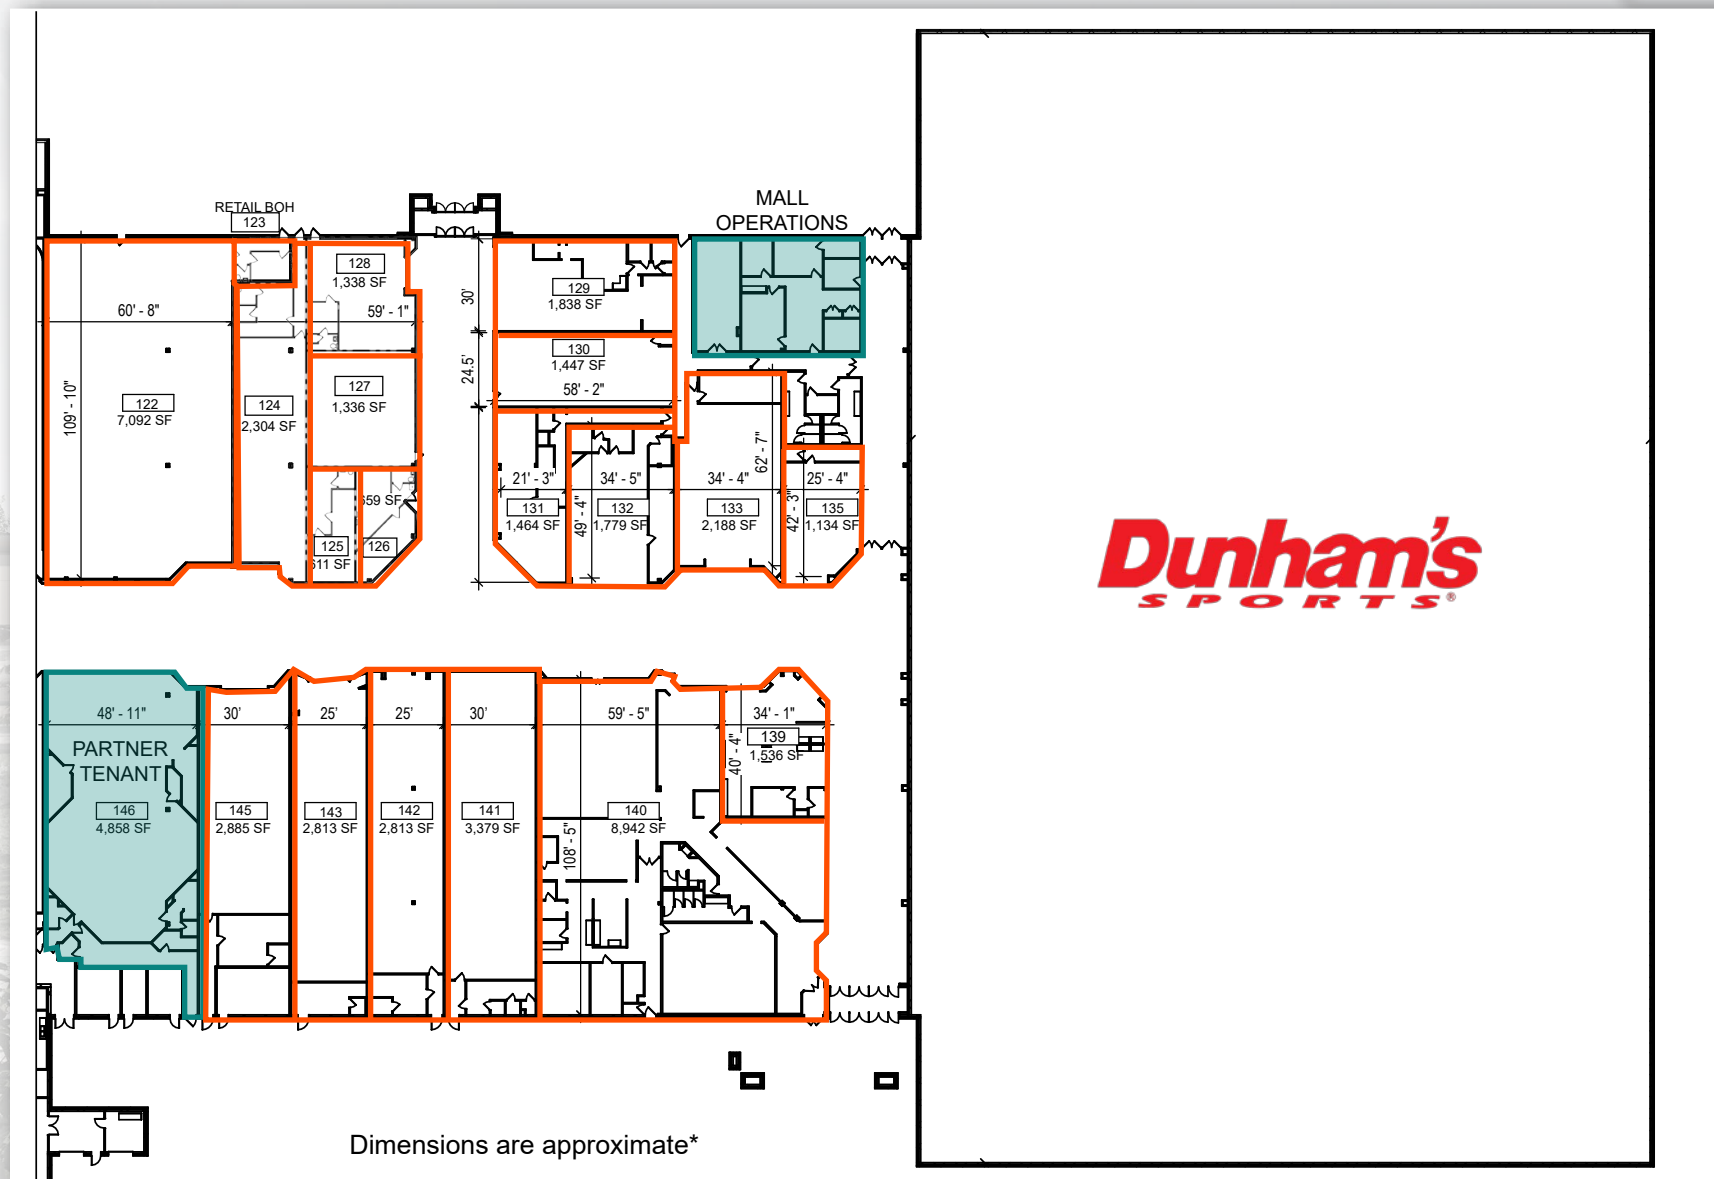 MALL
OPERATIONS
RETAIL BOH
123
128
1,338 SF
129
1,838 SF
60' - 8"
59' - 1"
30'
130
1,447 SF
24.5'
58' - 2"
127
1,336 SF
109' - 10"
122
7,092 SF
124
2,304 SF
62' - 7"
21' - 3"
34' - 5"
34' - 4"
25' - 4"
659 SF
131
1,464 SF
49' - 4"
132
1,779 SF
133
2,188 SF
42' - 3"
135
1,134 SF
125
611 SF
126
Dunham's
SPORTS®
48' - 11"
30'
25'
25'
30'
59' - 5"
34' - 1"
PARTNER
TENANT
139
1,536 SF
40' - 4"
146
4,858 SF
145
2,885 SF
143
2,813 SF
142
2,813 SF
141
3,379 SF
140
8,942 SF
108' - 5"
Dimensions are approximate*